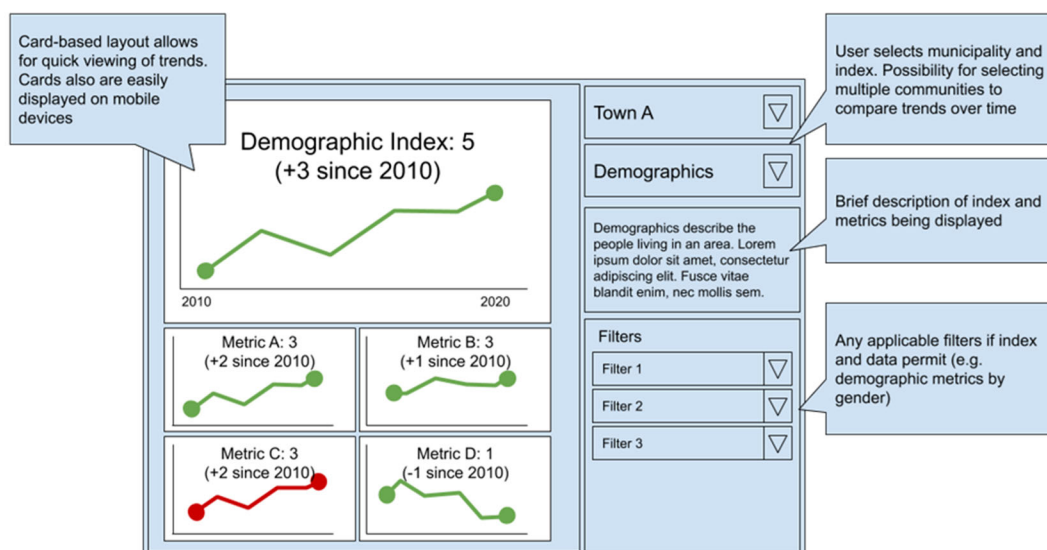 Card-based layout allows
for quick viewing of trends.
Cards also are easily
displayed on mobile
devices
Demographic Index: 5
(+3 since 2010)
2010
2020
Metric A: 3
(+2 since 2010)
Metric B: 3
(+1 since 2010)
Metric C: 3
(+2 since 2010)
Metric D: 1
(-1 since 2010)
Town A
Demographics
Demographics describe the
people living in an area. Lorem
ipsum dolor sit amet, consectetur
adipiscing elit. Fusce vitae
blandit enim, nec mollis sem.
Filters
Filter 1
Filter 2
Filter 3
User selects municipality and
index. Possibility for selecting
multiple communities to
compare trends over time
Brief description of index and
metrics being displayed
Any applicable filters if index
and data permit (e.g.
demographic metrics by
gender)